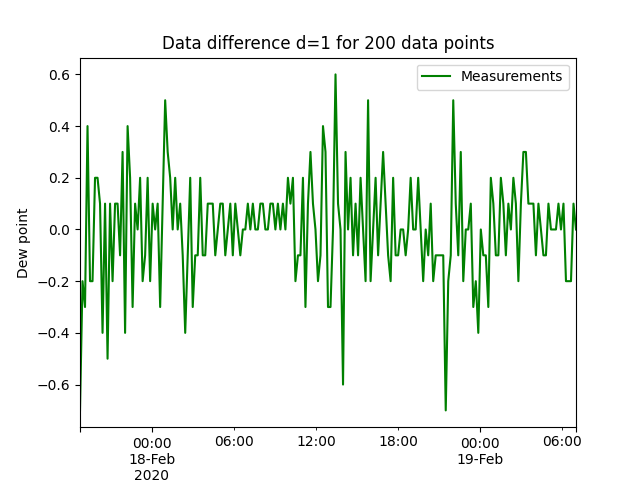 Data difference d=1 for 200 data points
Measurements
Dew point
0.6
0.4
0.2
0.0
−0.2
−0.4
−0.6
00:00 06:00 12:00 18:00 00:00 06:00
18-Feb 19-Feb
2020